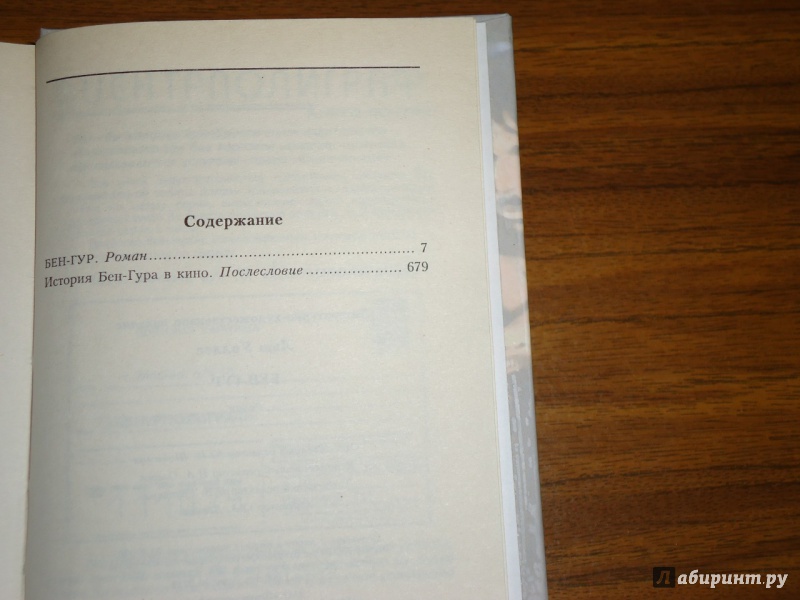 Содержание
БЕН-ГУР. Роман.................................................. 7
История Бен-Гура в кино. Послесловие..................... 679
Лабиринт.ру